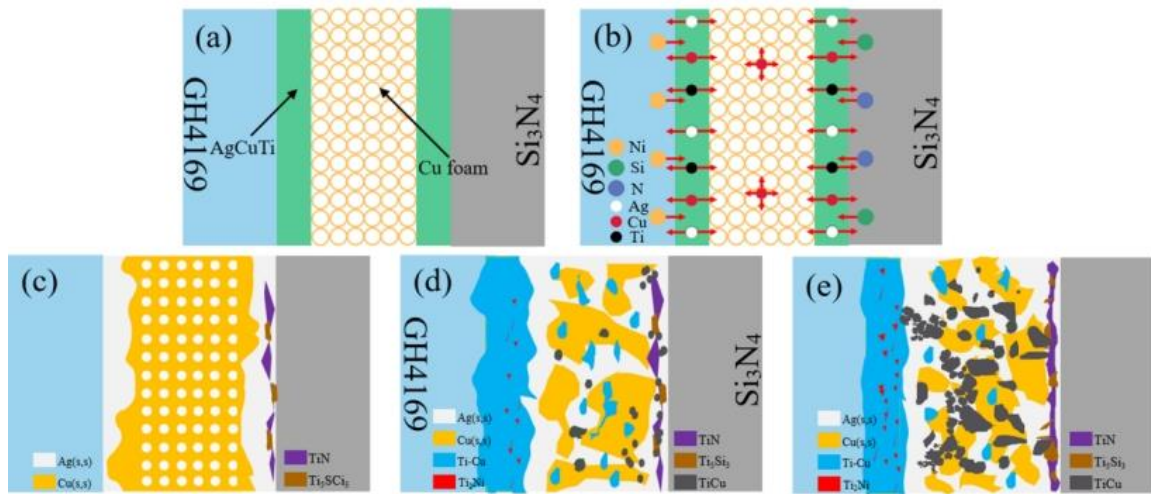 (a)
GH4169
AgCuTi
Cu foam
Si₃N₄
(b)
GH4169
Ni
Si
N
Ag
Cu
Ti
Si₃N₄
(c)
Ag(s,s)
Cu(s,s)
TiN
Ti₅SCi₅
(d)
GH4169
Ag(s,s)
Cu(s,s)
Ti-Cu
Ti₂Ni
Si₃N₄
TiN
Ti₅Si₃
TiCu
(e)
Ag(s,s)
Cu(s,s)
Ti-Cu
Ti₂Ni
TiN
Ti₅Si₃
TiCu